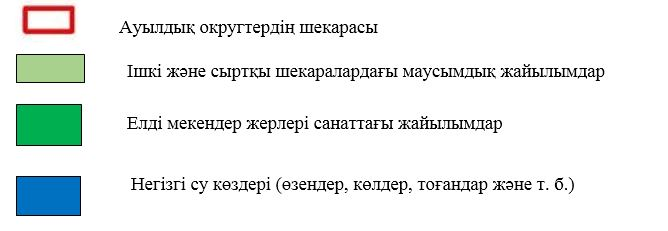 Ауылдық округтердің шекарасы
Ішкі және сыртқы шекаралардағы маусымдық жайылымдар
Елді мекендер жерлері санаттағы жайылымдар
Негізгі су көздері (өзендер, көлдер, тоғандар және т. б.)